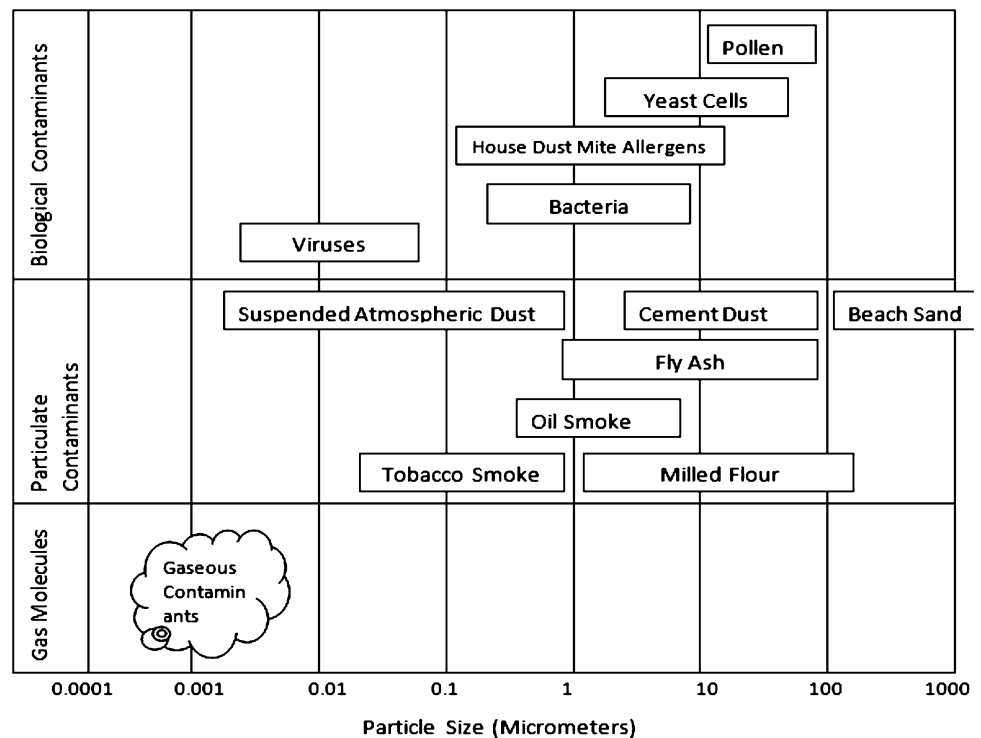 Biological Contaminants
Pollen
Yeast Cells
House Dust Mite Allergens
Bacteria
Viruses
Particulate
Contaminants
Suspended Atmospheric Dust
Cement Dust
Beach Sand
Fly Ash
Oil Smoke
Tobacco Smoke
Milled Flour
Gas Molecules
Gaseous
Contamin
ants
0.0001 0.001 0.01 0.1 1 10 100 1000
Particle Size (Micrometers)